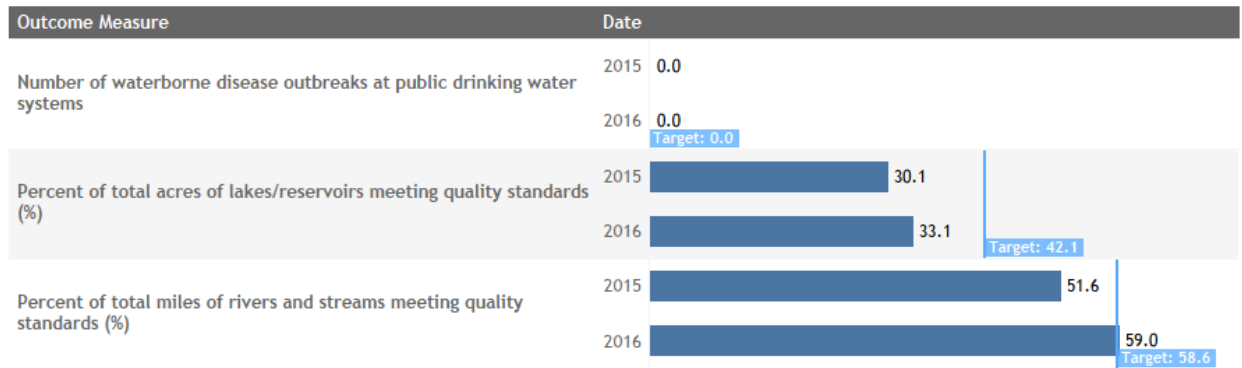 Outcome Measure Date
Number of waterborne disease outbreaks at public drinking water
systems
2015 0.0
2016 0.0
Target: 0.0
Percent of total acres of lakes/reservoirs meeting quality standards
(%)
2015 30.1
2016 33.1
Target: 42.1
Percent of total miles of rivers and streams meeting quality
standards (%)
2015 51.6
2016 59.0
Target: 58.6